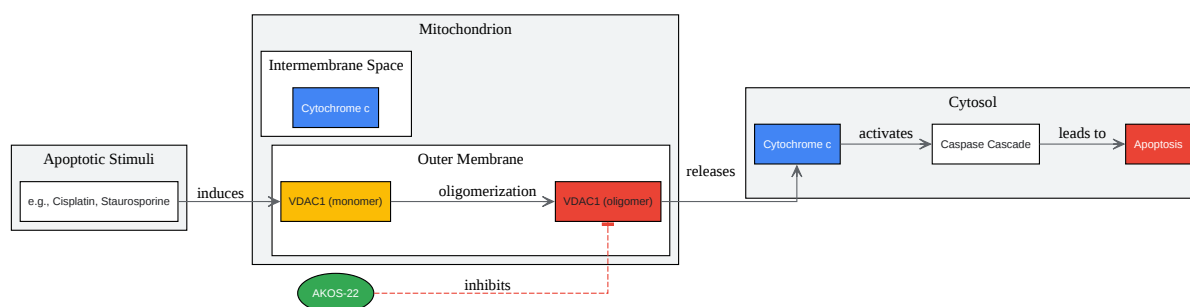 Mitochondrion
Intermembrane Space
Cytochrome c
Cytosol
Cytochrome c
activates
Caspase Cascade
leads to
Apoptosis
Apoptotic Stimuli
e.g., Cisplatin, Staurosporine
induces
Outer Membrane
VDAC1 (monomer)
oligomerization
VDAC1 (oligomer)
releases
AKOS-22
inhibits